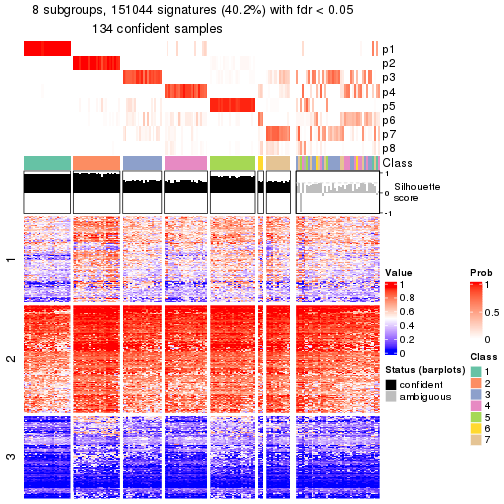 8 subgroups, 151044 signatures (40.2%) with fdr < 0.05
134 confident samples
p1
p2
p3
p4
p5
p6
p7
p8
Class
1
0
-1
Silhouette
score
1
2
3
Value
1
0.8
0.6
0.4
0.2
0
Prob
1
0.5
0
Status (barplots)
confident
ambiguous
Class
1
2
3
4
5
6
7